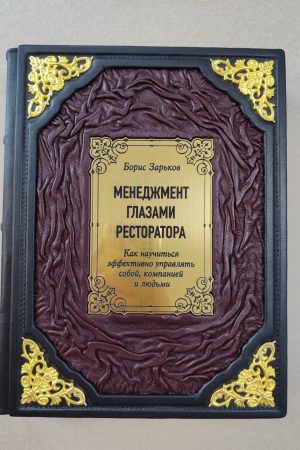 Борис Зарьков
МЕНЕДЖМЕНТ
ГЛАЗАМИ
РЕСТОРАТОРА
Как научиться
эффективно управлять
собой, компанией
и людьми